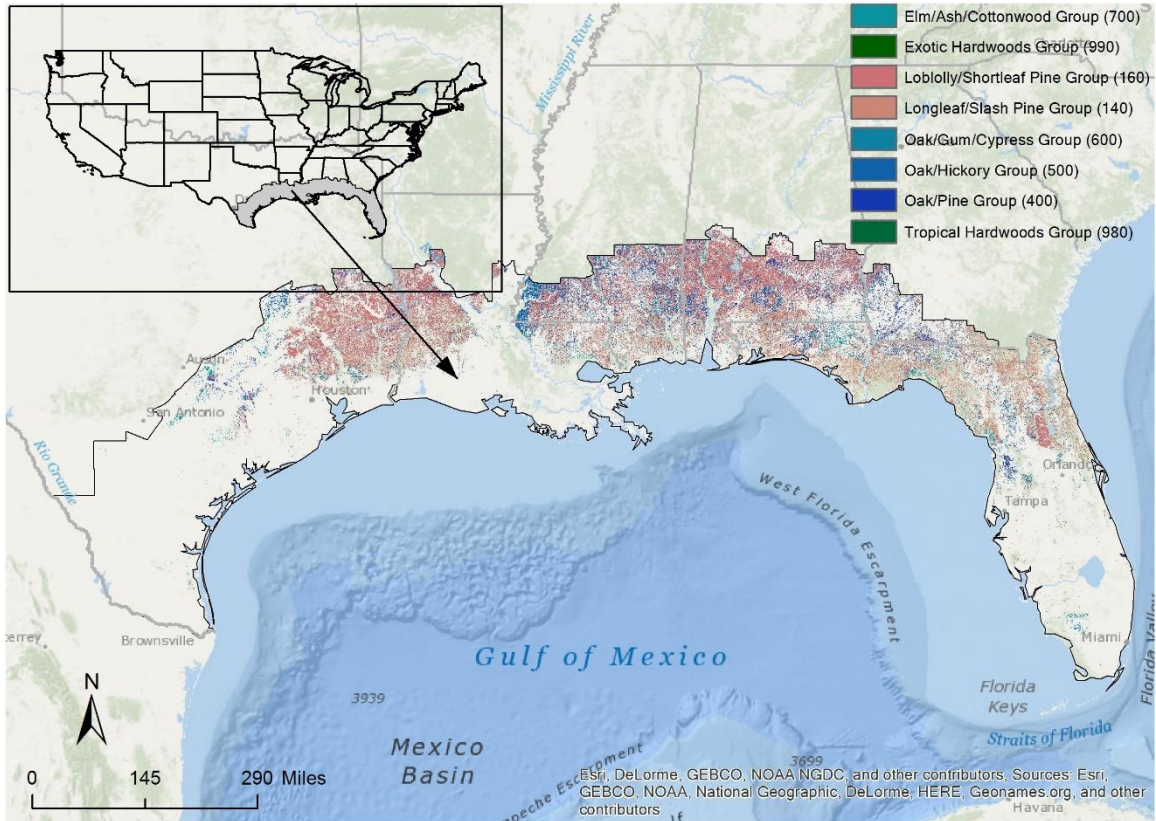 Elm/Ash/Cottonwood Group (700)
Exotic Hardwoods Group (990)
Loblolly/Shortleaf Pine Group (160)
Longleaf/Slash Pine Group (140)
Oak/Gum/Cypress Group (600)
Oak/Hickory Group (500)
Oak/Pine Group (400)
Tropical Hardwoods Group (980)
Mississippi River
Austin
Houston
San Antonio
Rio Grande
Orlando
Tampa
West Florida Escarpment
Brownsville
Miami
errey
Gulf of Mexico
Florida Valley
N
3939
Florida
Keys
Mexico
Basin
Straits of Florida
3699
peche Escarpment
0 145 290 Miles
Esri, DeLorme, GEBCO, NOAA NGDC, and other contributors, Sources: Esri,
GEBCO, NOAA, National Geographic, DeLorme, HERE, Geonames.org, and other
contributors
Havana